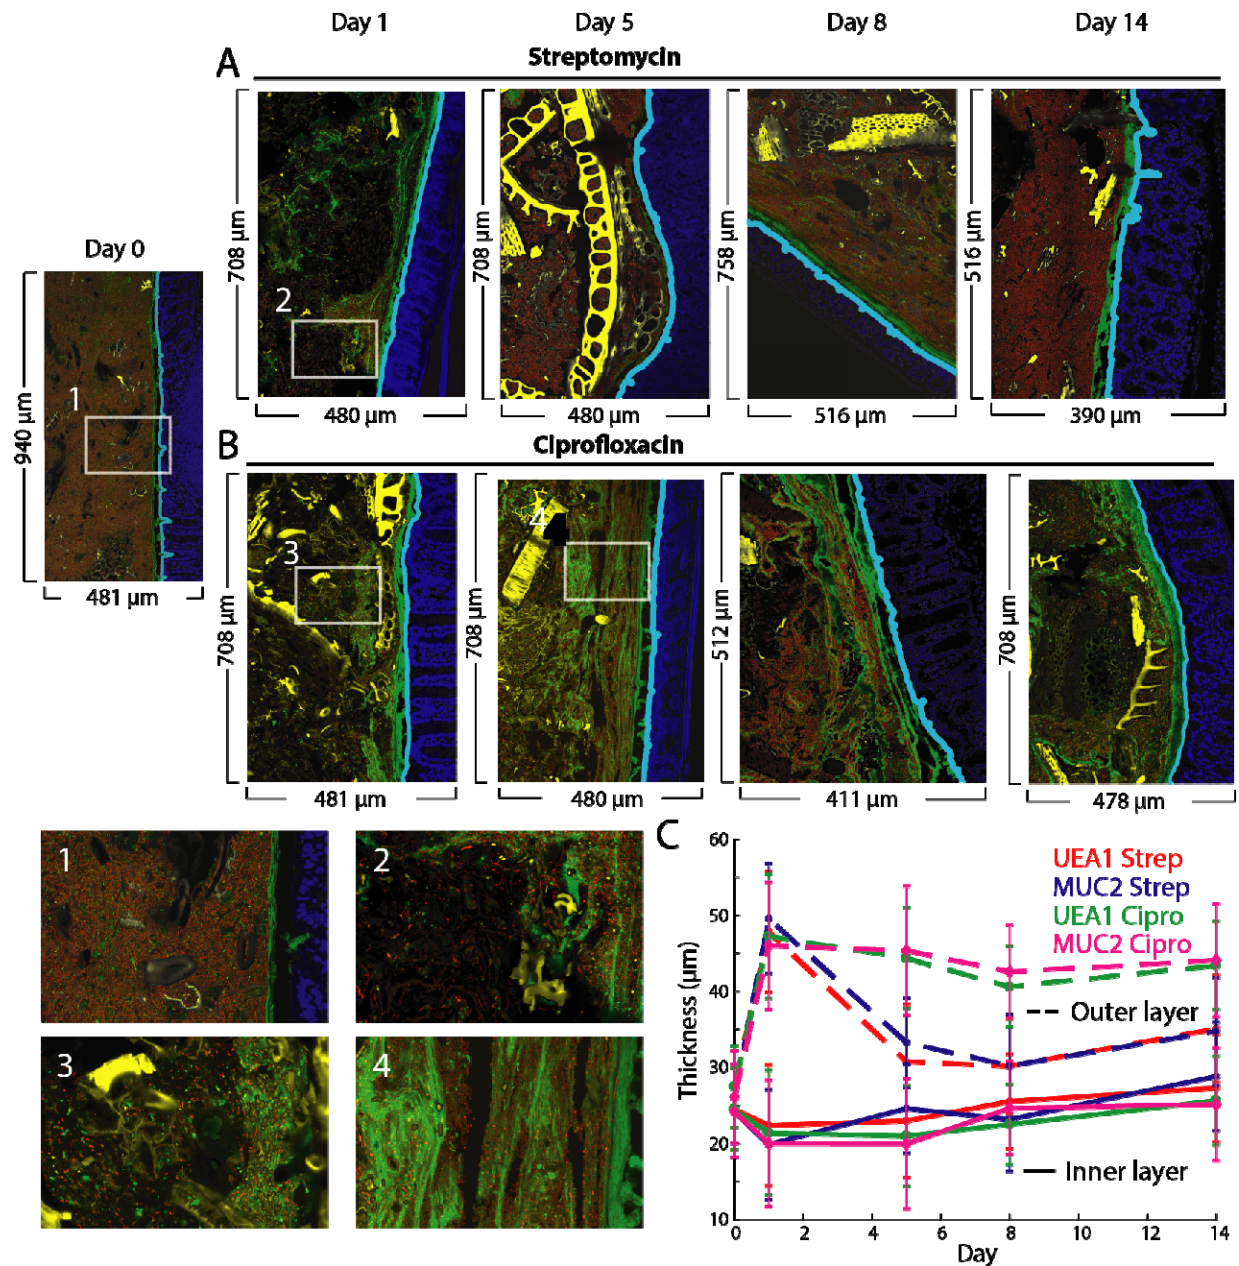 Day 1 Day 5 Day 8 Day 14
A Streptomycin
708 µm 708 µm 758 µm 516 µm
480 µm 480 µm 516 µm 390 µm
2
Day 0
940 µm
1
481 µm
B Ciprofloxacin
708 µm 708 µm 512 µm 708 µm
3 4
481 µm 480 µm 411 µm 478 µm
1 2
3 4
C
UEA1 Strep
MUC2 Strep
UEA1 Cipro
MUC2 Cipro
Outer layer
Inner layer
Thickness (µm)
60
50
40
30
20
10
0 2 4 6 8 10 12 14
Day